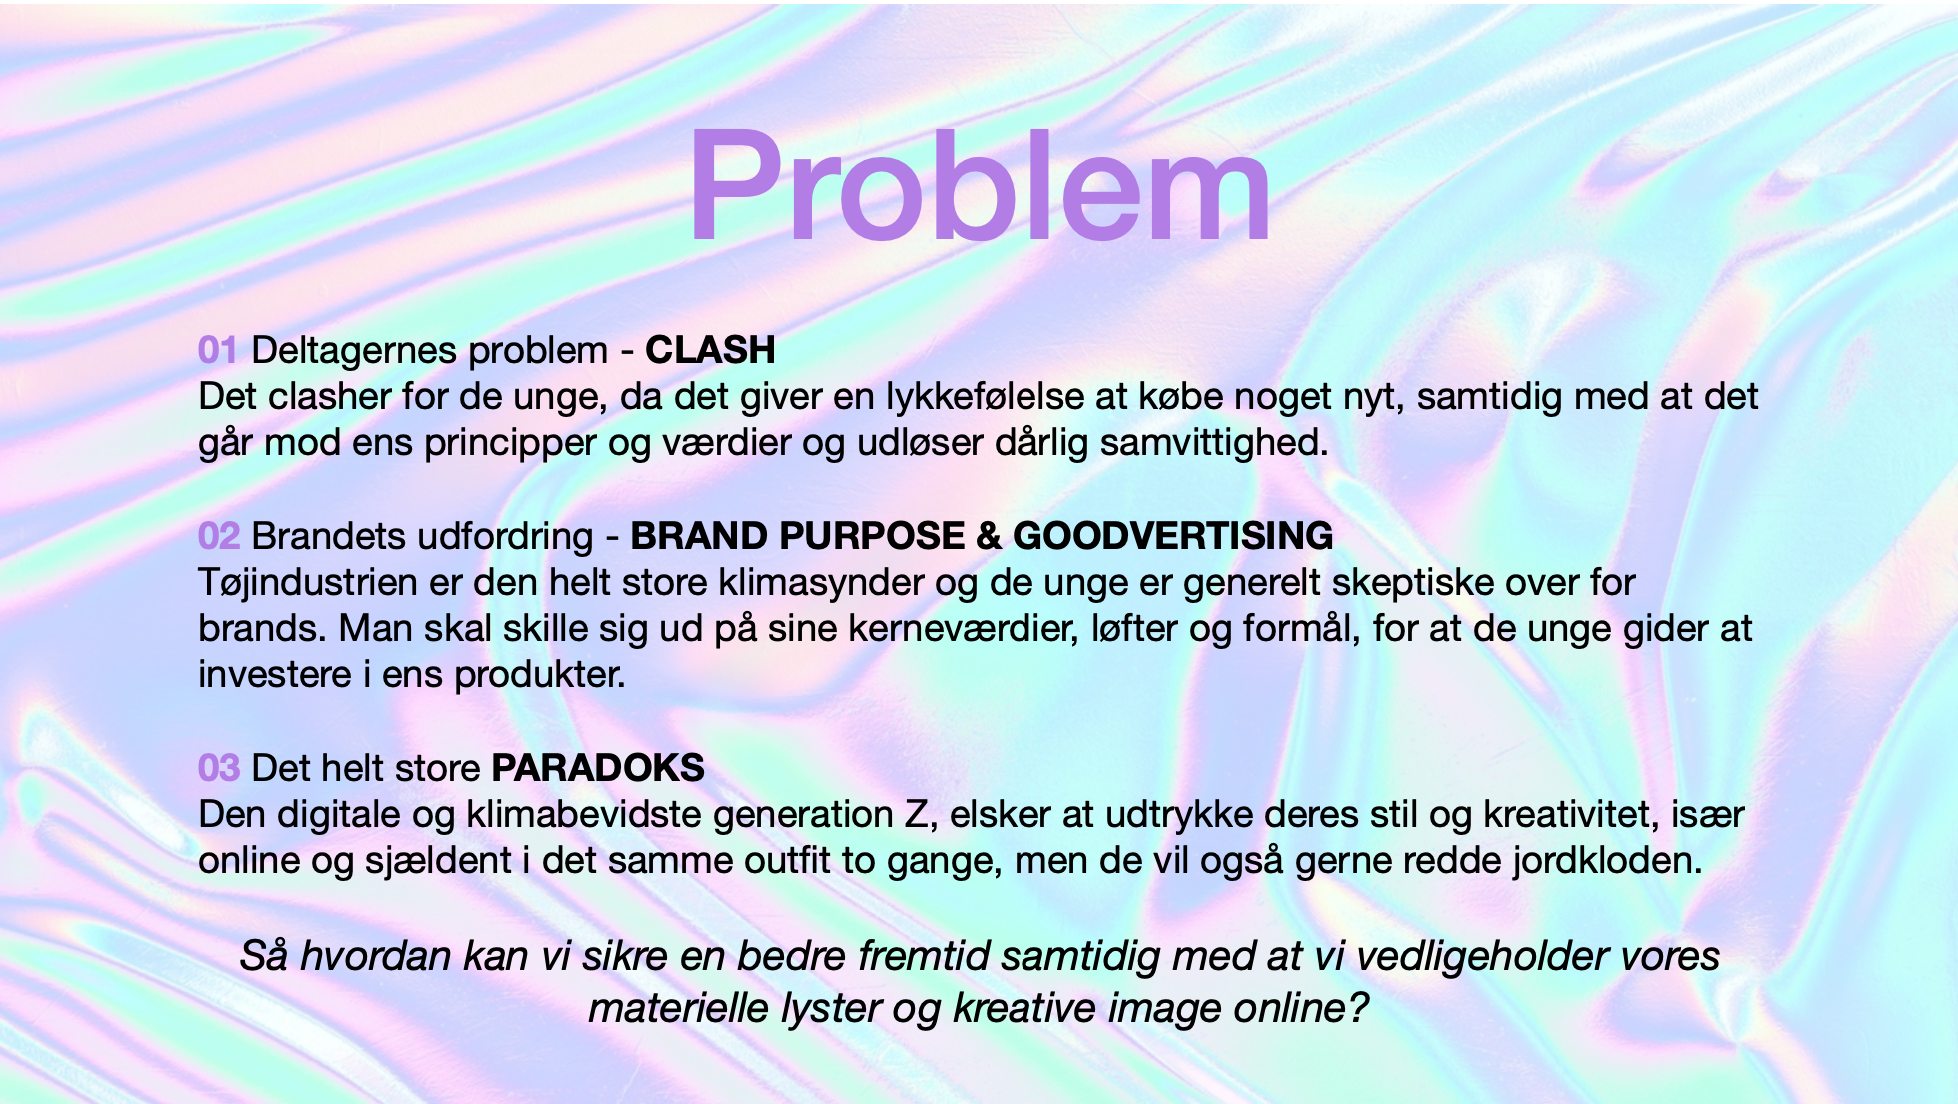 Problem
01 Deltagernes problem - CLASH
Det clasher for de unge, da det giver en lykkefølelse at købe noget nyt, samtidig med at det
går mod ens principper og værdier og udløser dårlig samvittighed.
02 Brandets udfordring - BRAND PURPOSE & GOODVERTISING
Tøjindustrien er den helt store klimasynder og de unge er generelt skeptiske over for
brands. Man skal skille sig ud på sine kerneværdier, løfter og formål, for at de unge gider at
investere i ens produkter.
03 Det helt store PARADOKS
Den digitale og klimabevidste generation Z, elsker at udtrykke deres stil og kreativitet, især
online og sjældent i det samme outfit to gange, men de vil også gerne redde jordkloden.
Så hvordan kan vi sikre en bedre fremtid samtidig med at vi vedligeholder vores
materielle lyster og kreative image online?